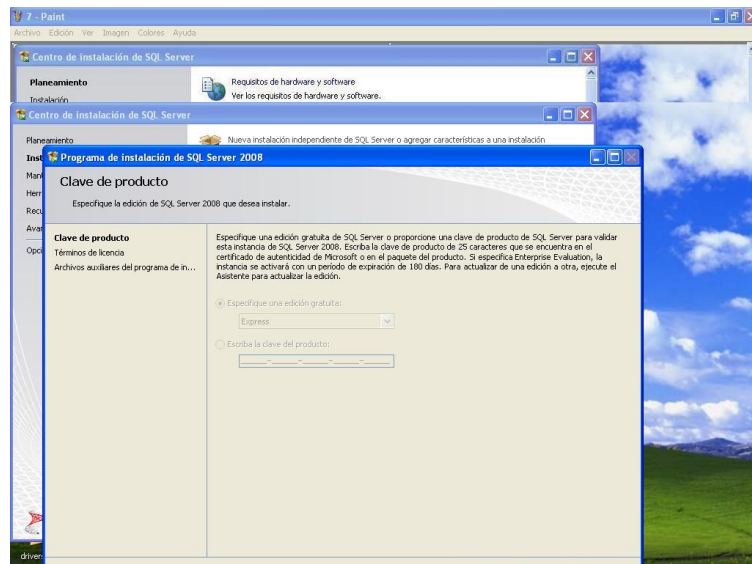 7 - Paint
Archivo Edición Ver Imagen Colores Ayuda
Centro de instalación de SQL Server
Planeamiento
Instalación
Requisitos de hardware y software
Ver los requisitos de hardware y software.
Centro de instalación de SQL Server
Planeamiento
Nueva instalación independiente de SQL Server o agregar características a una instalación
Programa de instalación de SQL Server 2008
Clave de producto
Especifique la edición de SQL Server 2008 que desea instalar.
Clave de producto
Términos de licencia
Archivos auxiliares del programa de in...
Especifique una edición gratuita de SQL Server o proporcione una clave de producto de SQL Server para validar
esta instancia de SQL Server 2008. Escriba la clave de producto de 25 caracteres que se encuentra en el
certificado de autenticidad de Microsoft o en el paquete del producto. Si especifica Enterprise Evaluation, la
instancia se activará con un período de expiración de 180 días. Para actualizar de una edición a otra, ejecute el
Asistente para actualizar la edición.
Especifique una edición gratuita:
Express
Escriba la clave del producto: